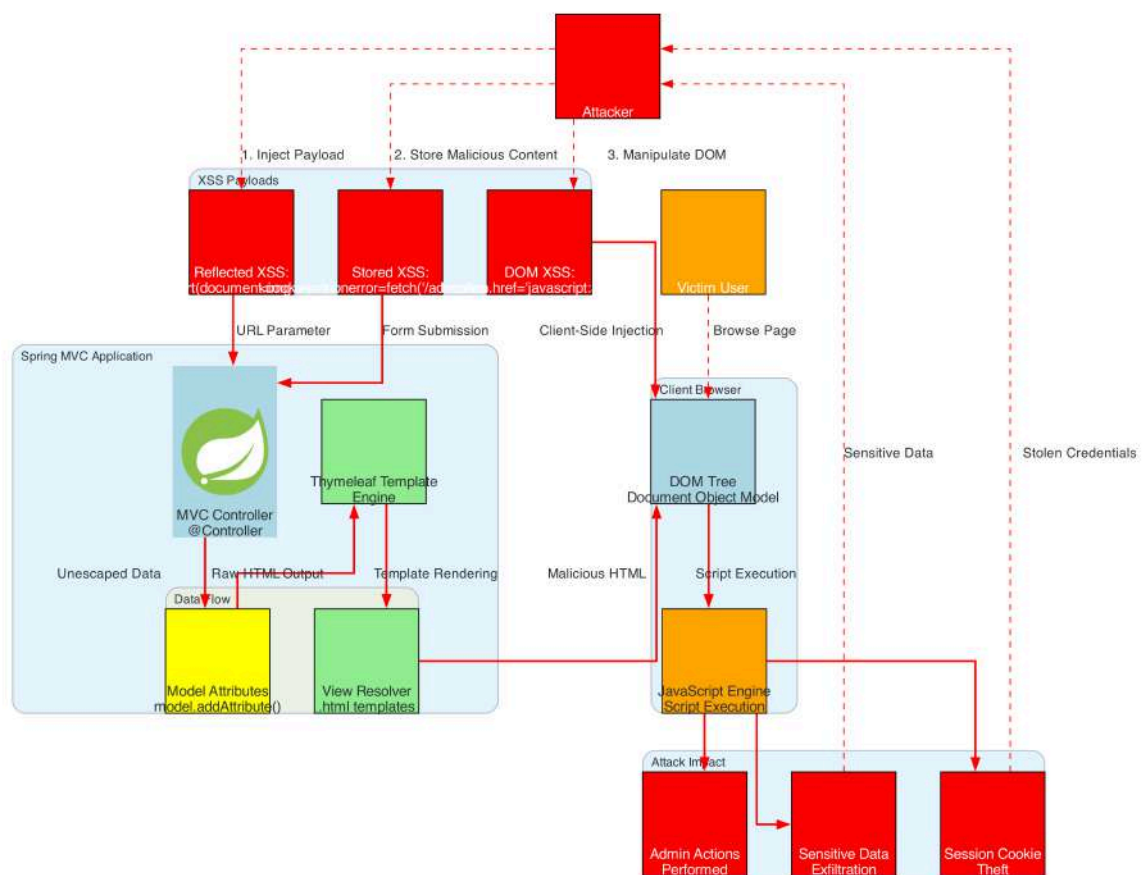 Attacker
1. Inject Payload
2. Store Malicious Content
3. Manipulate DOM
XSS Payloads
Reflected XSS:
Stored XSS:
DOM XSS:
Victim User
URL Parameter
Form Submission
Client-Side Injection
Browse Page
Spring MVC Application
Client Browser
MVC Controller
@Controller
Thymeleaf Template
Engine
DOM Tree
Document Object Model
Sensitive Data
Stolen Credentials
Unescaped Data
Raw HTML Output
Template Rendering
Malicious HTML
Script Execution
Data Flow
Model Attributes
model.addAttribute()
View Resolver
.html templates
JavaScript Engine
Script Execution
Attack Impact
Admin Actions
Performed
Sensitive Data
Exfiltration
Session Cookie
Theft